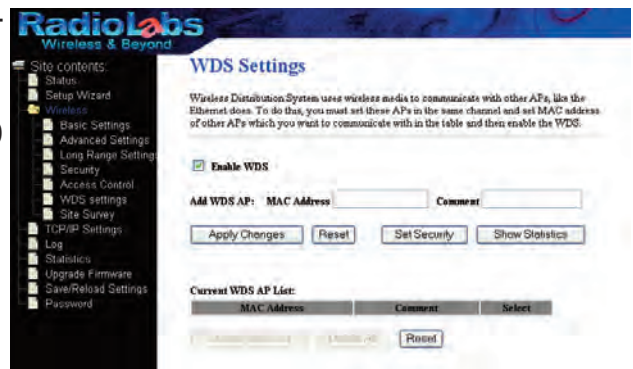 RadioLabs
Wireless & Beyond
Site contents:
Status
Setup Wizard
Wireless
Basic Settings
Advanced Settings
Long Range Setting
Security
Access Control
WDS settings
Site Survey
TCP/IP Settings
Log
Statistics
Upgrade Firmware
Save/Reload Settings
Password
WDS Settings
Wireless Distribution System uses wireless media to communicate with other APs, like the
Ethernet does. To do this, you must set these APs in the same channel and set MAC address
of other APs which you want to communicate with in the table and then enable the WDS.
Enable WDS
Add WDS AP: MAC Address Comment
Apply Changes Reset Set Security Show Statistics
Current WDS AP List:
MAC Address Comment Select
Reset